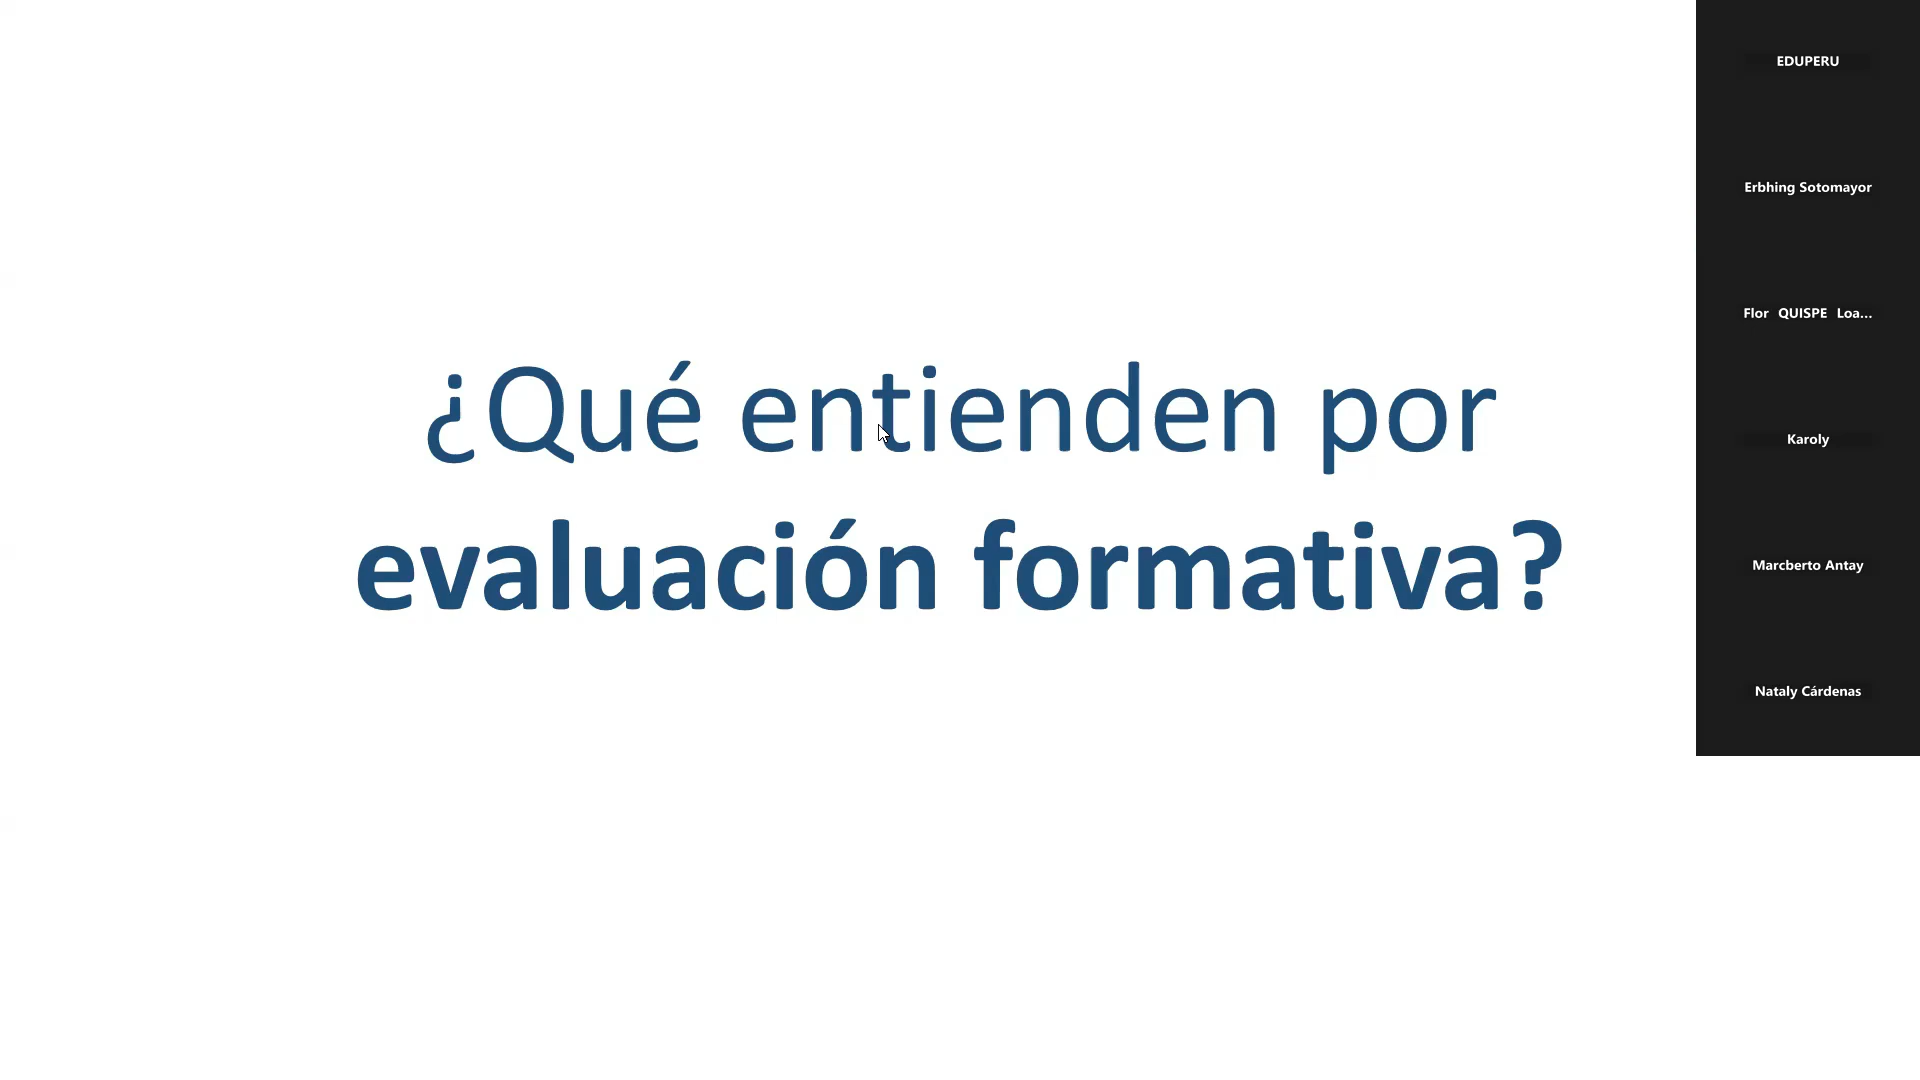 ¿Qué entienden por
evaluación formativa?
EDUPERU
Erbhing Sotomayor
Flor QUISPE Loa...
Karoly
Marcberto Antay
Nataly Cárdenas